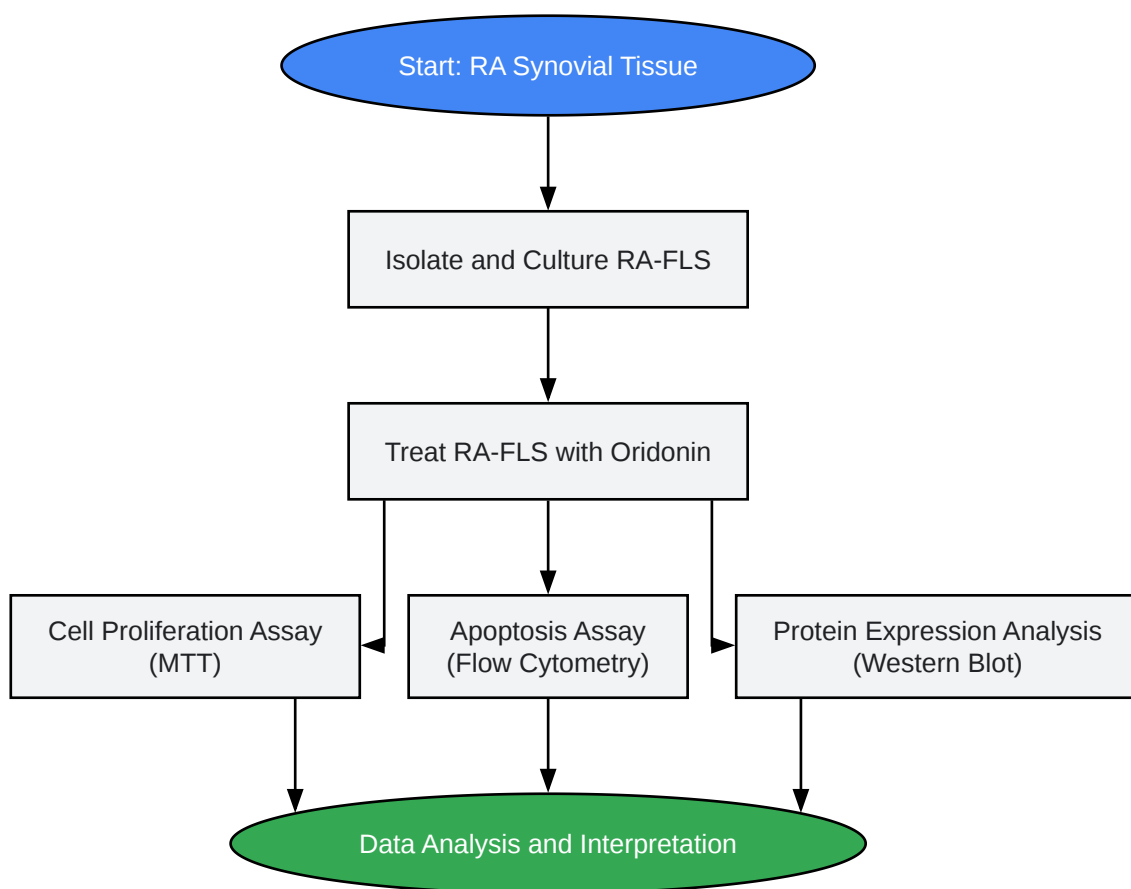 Start: RA Synovial Tissue
Isolate and Culture RA-FLS
Treat RA-FLS with Oridonin
Cell Proliferation Assay
(MTT)
Apoptosis Assay
(Flow Cytometry)
Protein Expression Analysis
(Western Blot)
Data Analysis and Interpretation